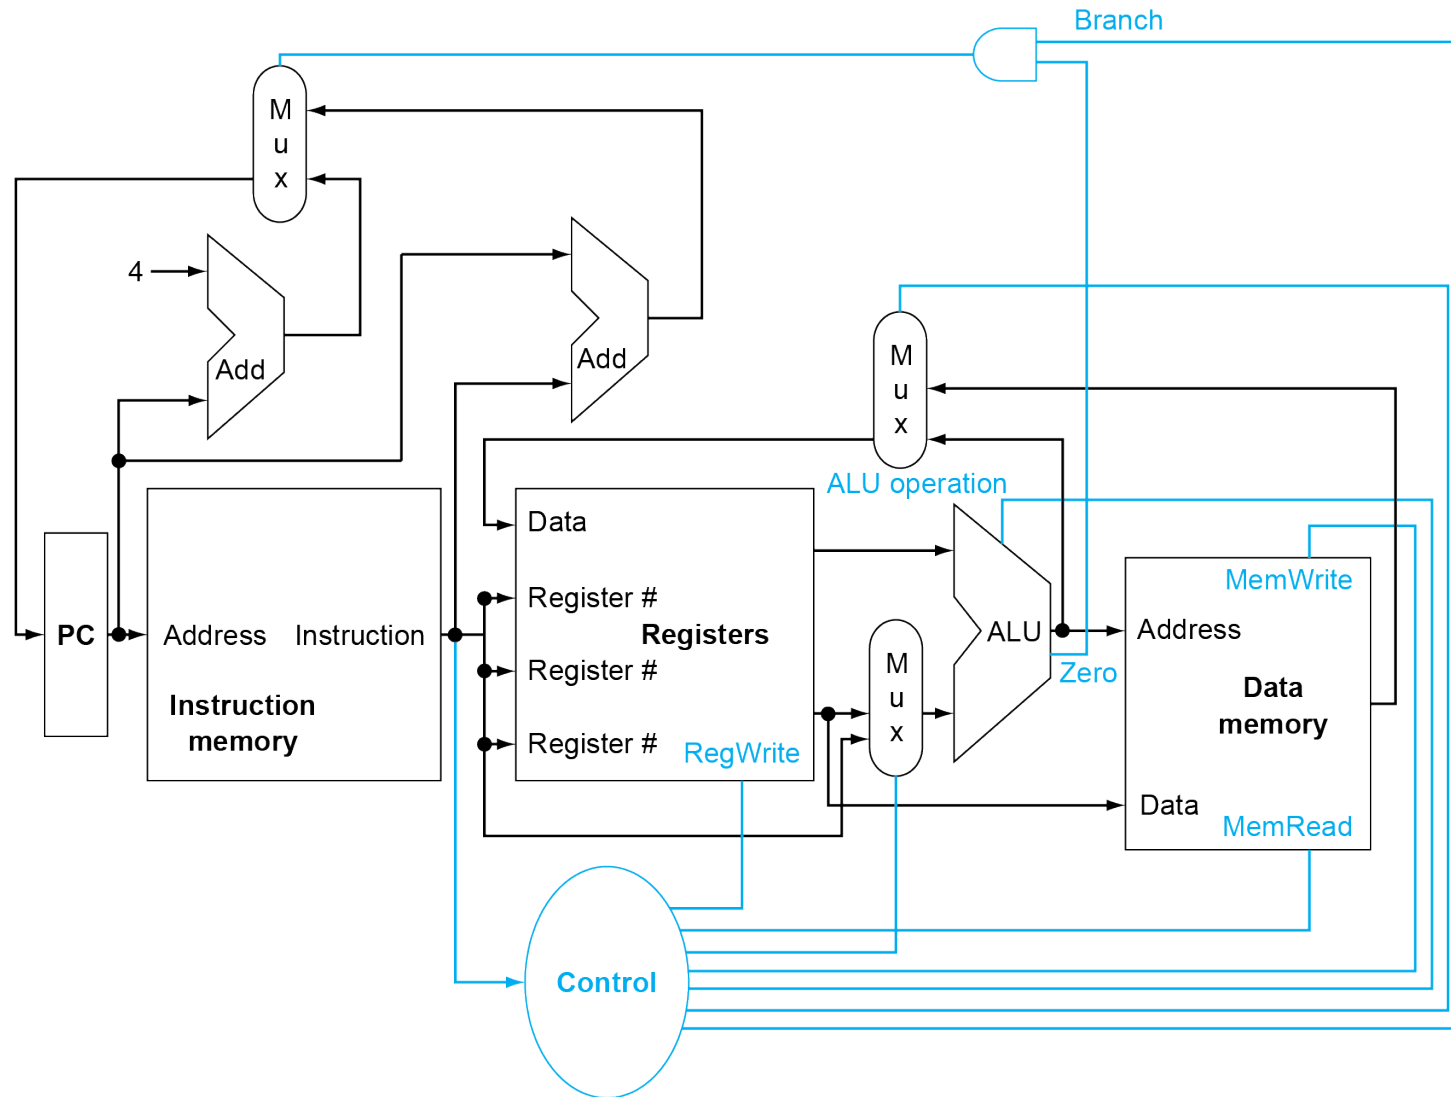 Branch
M
u
x
4
Add
Add
M
u
x
ALU operation
Data
MemWrite
Register #
PC
Address
Instruction
Registers
ALU
Address
M
u
x
Register #
Zero
Data
memory
Instruction
memory
Register #
RegWrite
Data
MemRead
Control